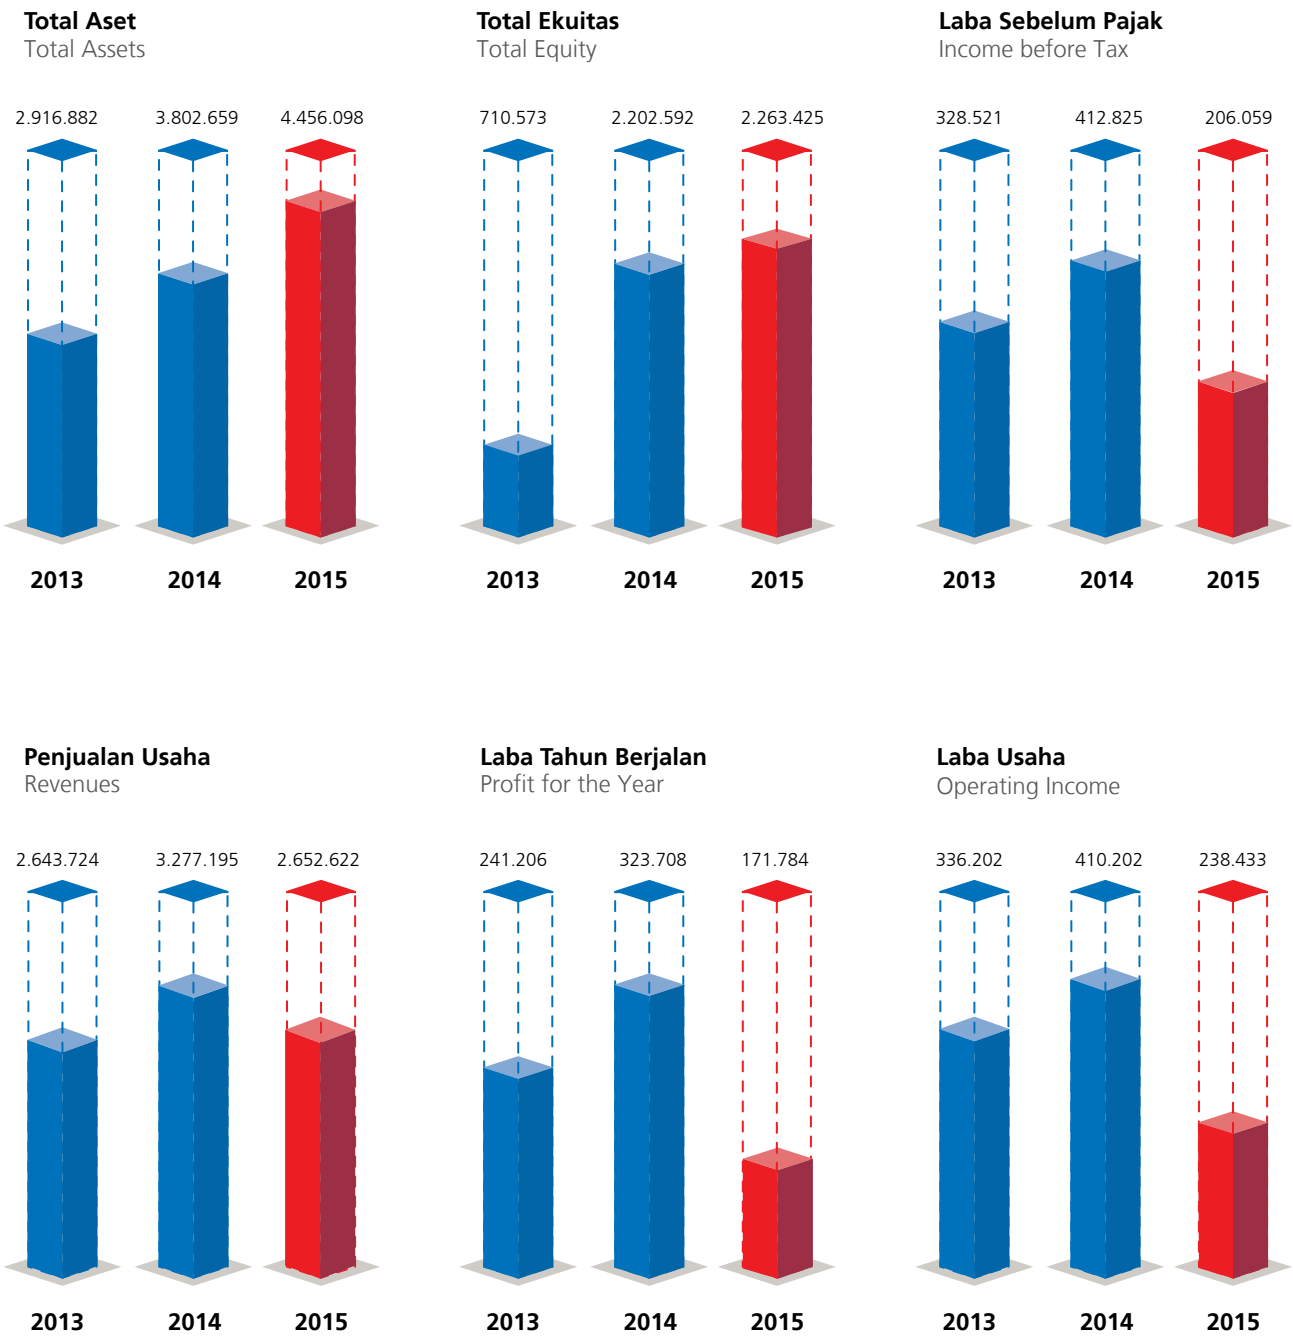 Total Aset
Total Assets
2.916.882 3.802.659 4.456.098
2013 2014 2015
Total Ekuitas
Total Equity
710.573 2.202.592 2.263.425
2013 2014 2015
Laba Sebelum Pajak
Income before Tax
328.521 412.825 206.059
2013 2014 2015
Penjualan Usaha
Revenues
2.643.724 3.277.195 2.652.622
2013 2014 2015
Laba Tahun Berjalan
Profit for the Year
241.206 323.708 171.784
2013 2014 2015
Laba Usaha
Operating Income
336.202 410.202 238.433
2013 2014 2015